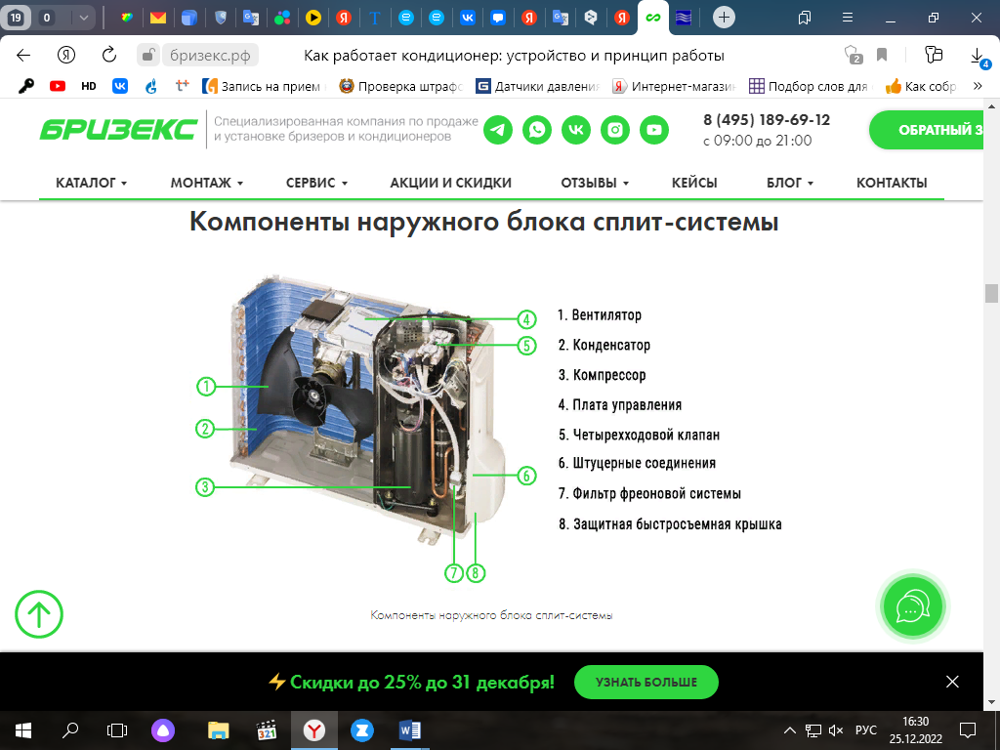 19
0
бризекс.рф
Как работает кондиционер: устройство и принцип работы
2
4
HD
Запись на прием
Проверка штраф
Датчики давлени
Интернет-магази
Подбор слов для
Как собр
»
БРИЗЕКС
Специализированная компания по продаже
и установке бризеров и кондиционеров
8 (495) 189-69-12
с 09:00 до 21:00
ОБРАТНЫЙ З
КАТАЛОГ
МОНТАЖ
СЕРВИС
АКЦИИ И СКИДКИ
ОТЗЫВЫ
КЕЙСЫ
БЛОГ
КОНТАКТЫ
Компоненты наружного блока сплит-системы
1
2
3
4
5
6
7
8
1. Вентилятор
2. Конденсатор
3. Компрессор
4. Плата управления
5. Четырехходовой клапан
6. Штуцерные соединения
7. Фильтр фреоновой системы
8. Защитная быстросъемная крышка
Компоненты наружного блока сплит-системы
⚡Скидки до 25% до 31 декабря!
УЗНАТЬ БОЛЬШЕ
321
РУС
16:30
25.12.2022